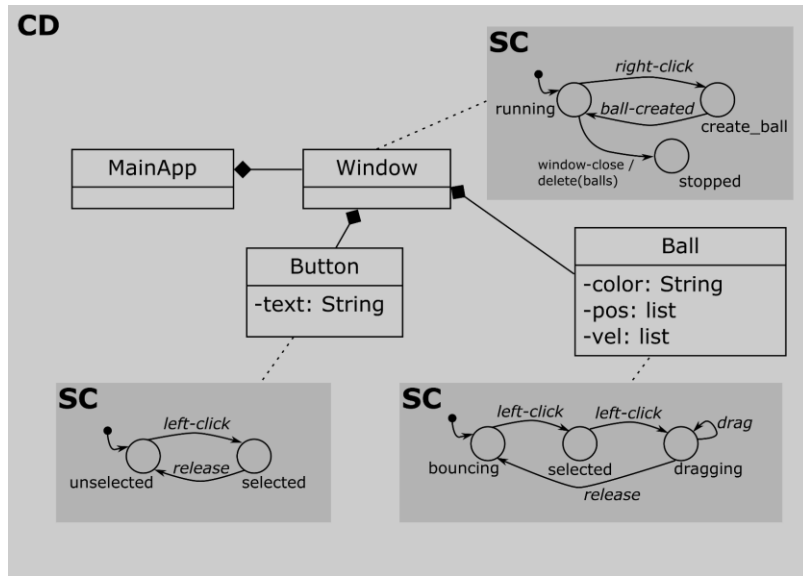 CD
SC
right-click
running
ball-created
create_ball
window-close /
delete(balls)
stopped
MainApp
Window
Button
-text: String
Ball
-color: String
-pos: list
-vel: list
SC
left-click
unselected
release
selected
SC
left-click
left-click
drag
bouncing
selected
dragging
release